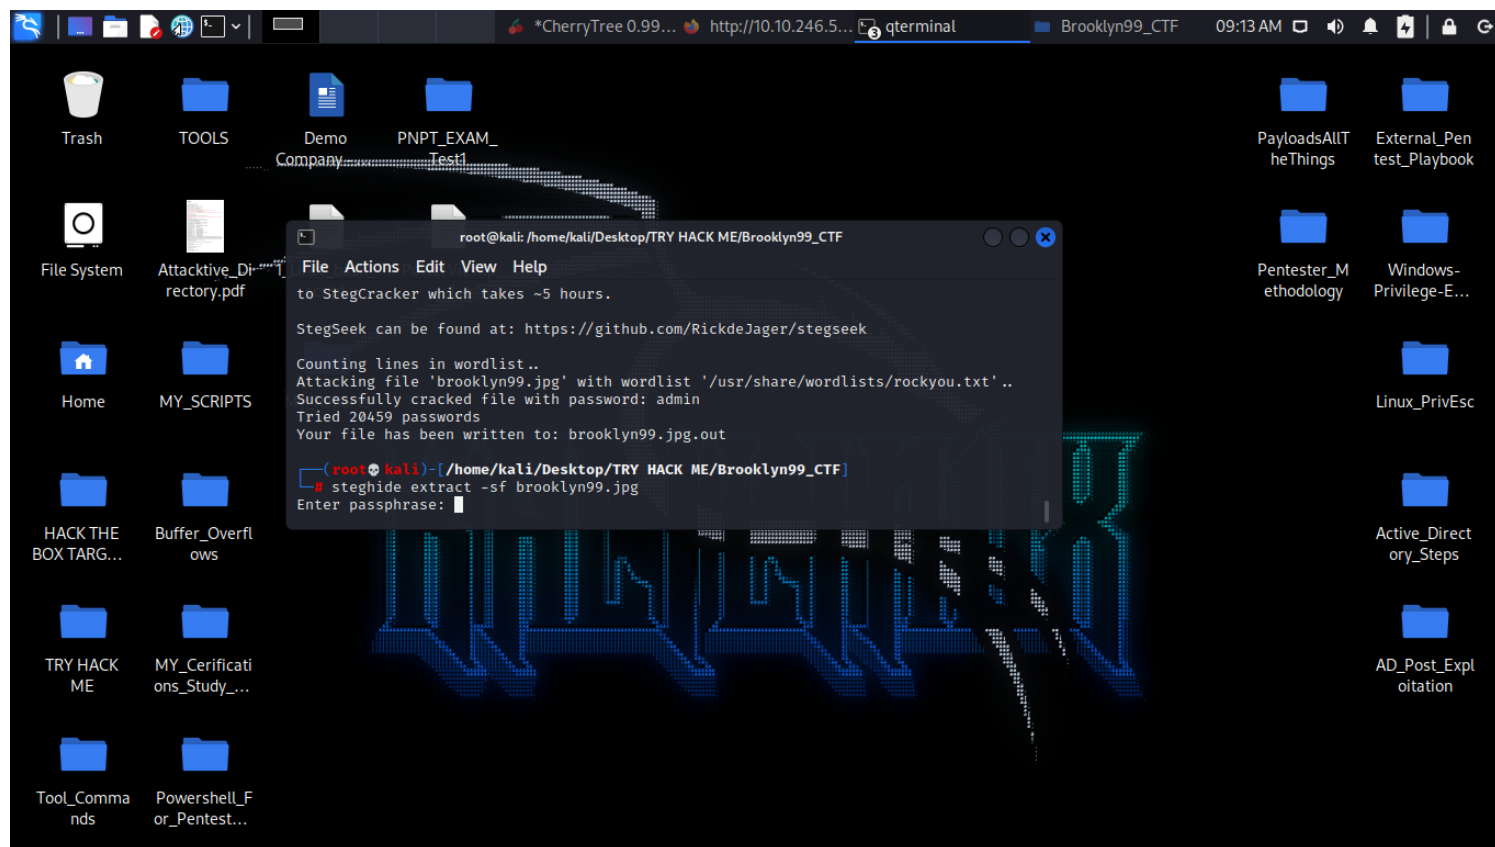 *CherryTree 0.99...
http://10.10.246.5...
3
qterminal
Brooklyn99_CTF
09:13 AM
Trash
TOOLS
Demo
Company-...
PNPT_EXAM_
Test1
PayloadsAllT
heThings
External_Pen
test_Playbook
File System
Attacktive_Di
rectory.pdf
Pentester_M
ethodology
Windows-
Privilege-E...
root@kali: /home/kali/Desktop/TRY HACK ME/Brooklyn99_CTF
File Actions Edit View Help
to StegCracker which takes ~5 hours.
StegSeek can be found at: https://github.com/RickdeJager/stegseek
Counting lines in wordlist..
Attacking file 'brooklyn99.jpg' with wordlist '/usr/share/wordlists/rockyou.txt'..
Successfully cracked file with password: admin
Tried 20459 passwords
Your file has been written to: brooklyn99.jpg.out
(root💀kali)-[/home/kali/Desktop/TRY HACK ME/Brooklyn99_CTF]
# steghide extract -sf brooklyn99.jpg
Enter passphrase:
Home
MY_SCRIPTS
Linux_PrivEsc
HACK THE
BOX TARG...
Buffer_Overfl
ows
Active_Direct
ory_Steps
TRY HACK
ME
MY_Cerificati
ons_Study_...
AD_Post_Expl
oitation
Tool_Comma
nds
Powershell_F
or_Pentest...